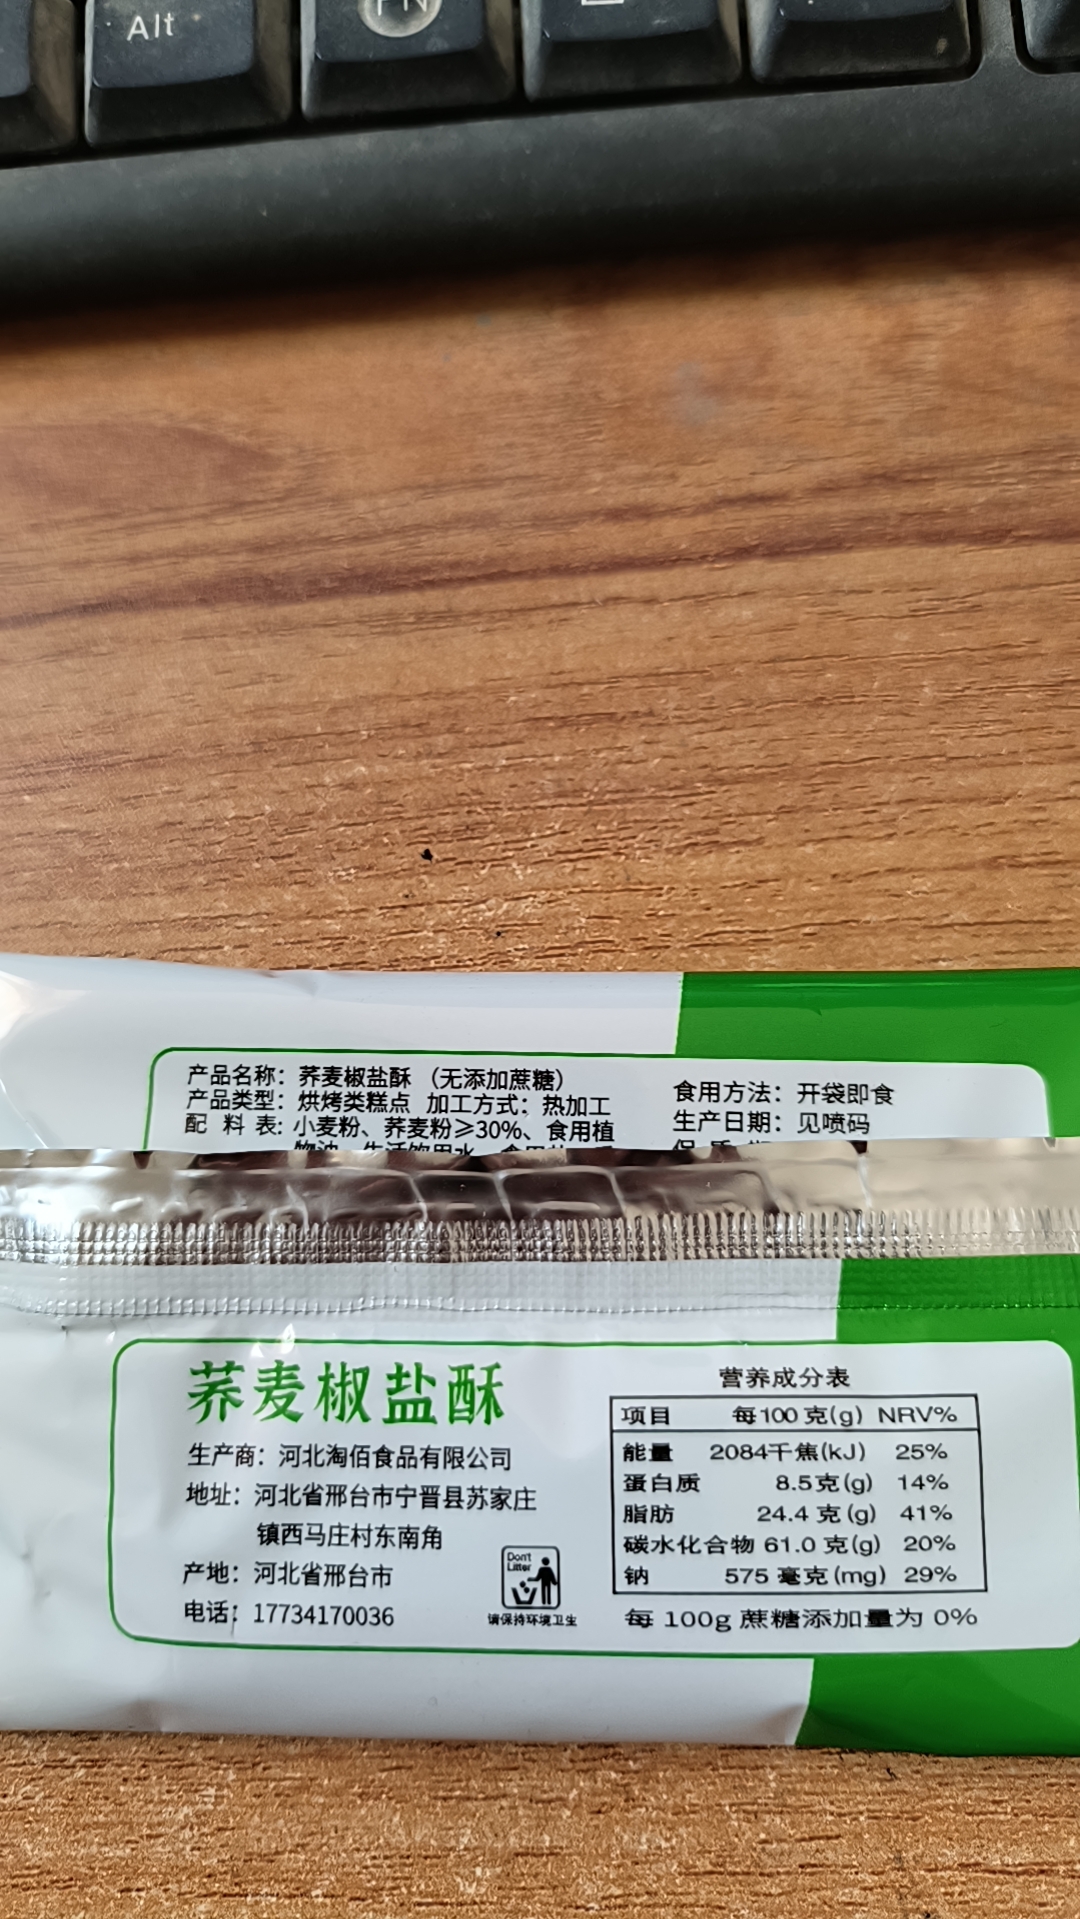 Alt
FN
产品名称：荞麦椒盐酥（无添加蔗糖）
产品类型：烘烤类糕点 加工方式：热加工
配 料 表：小麦粉、荞麦粉≥30%、食用植
食用方法：开袋即食
生产日期：见喷码
荞麦椒盐酥
生产商：河北淘佰食品有限公司
地址：河北省邢台市宁晋县苏家庄
镇西马庄村东南角
产地：河北省邢台市
电话：17734170036
Don't
Litter
请保持环境卫生
营养成分表
项目 每100克(g) NRV%
能量 2084千焦(kJ) 25%
蛋白质 8.5克(g) 14%
脂肪 24.4克(g) 41%
碳水化合物 61.0克(g) 20%
钠 575毫克(mg) 29%
每100g蔗糖添加量为0%